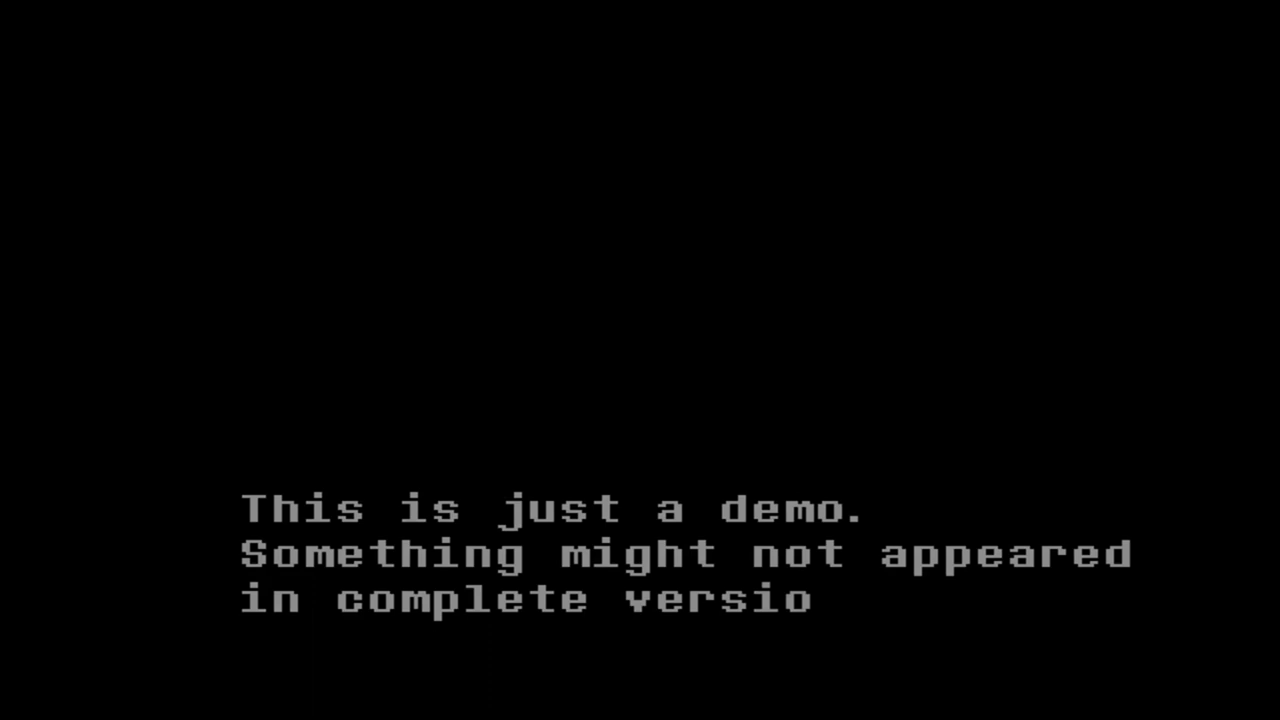 This is just a demo.
Something might not appeared
in complete versio